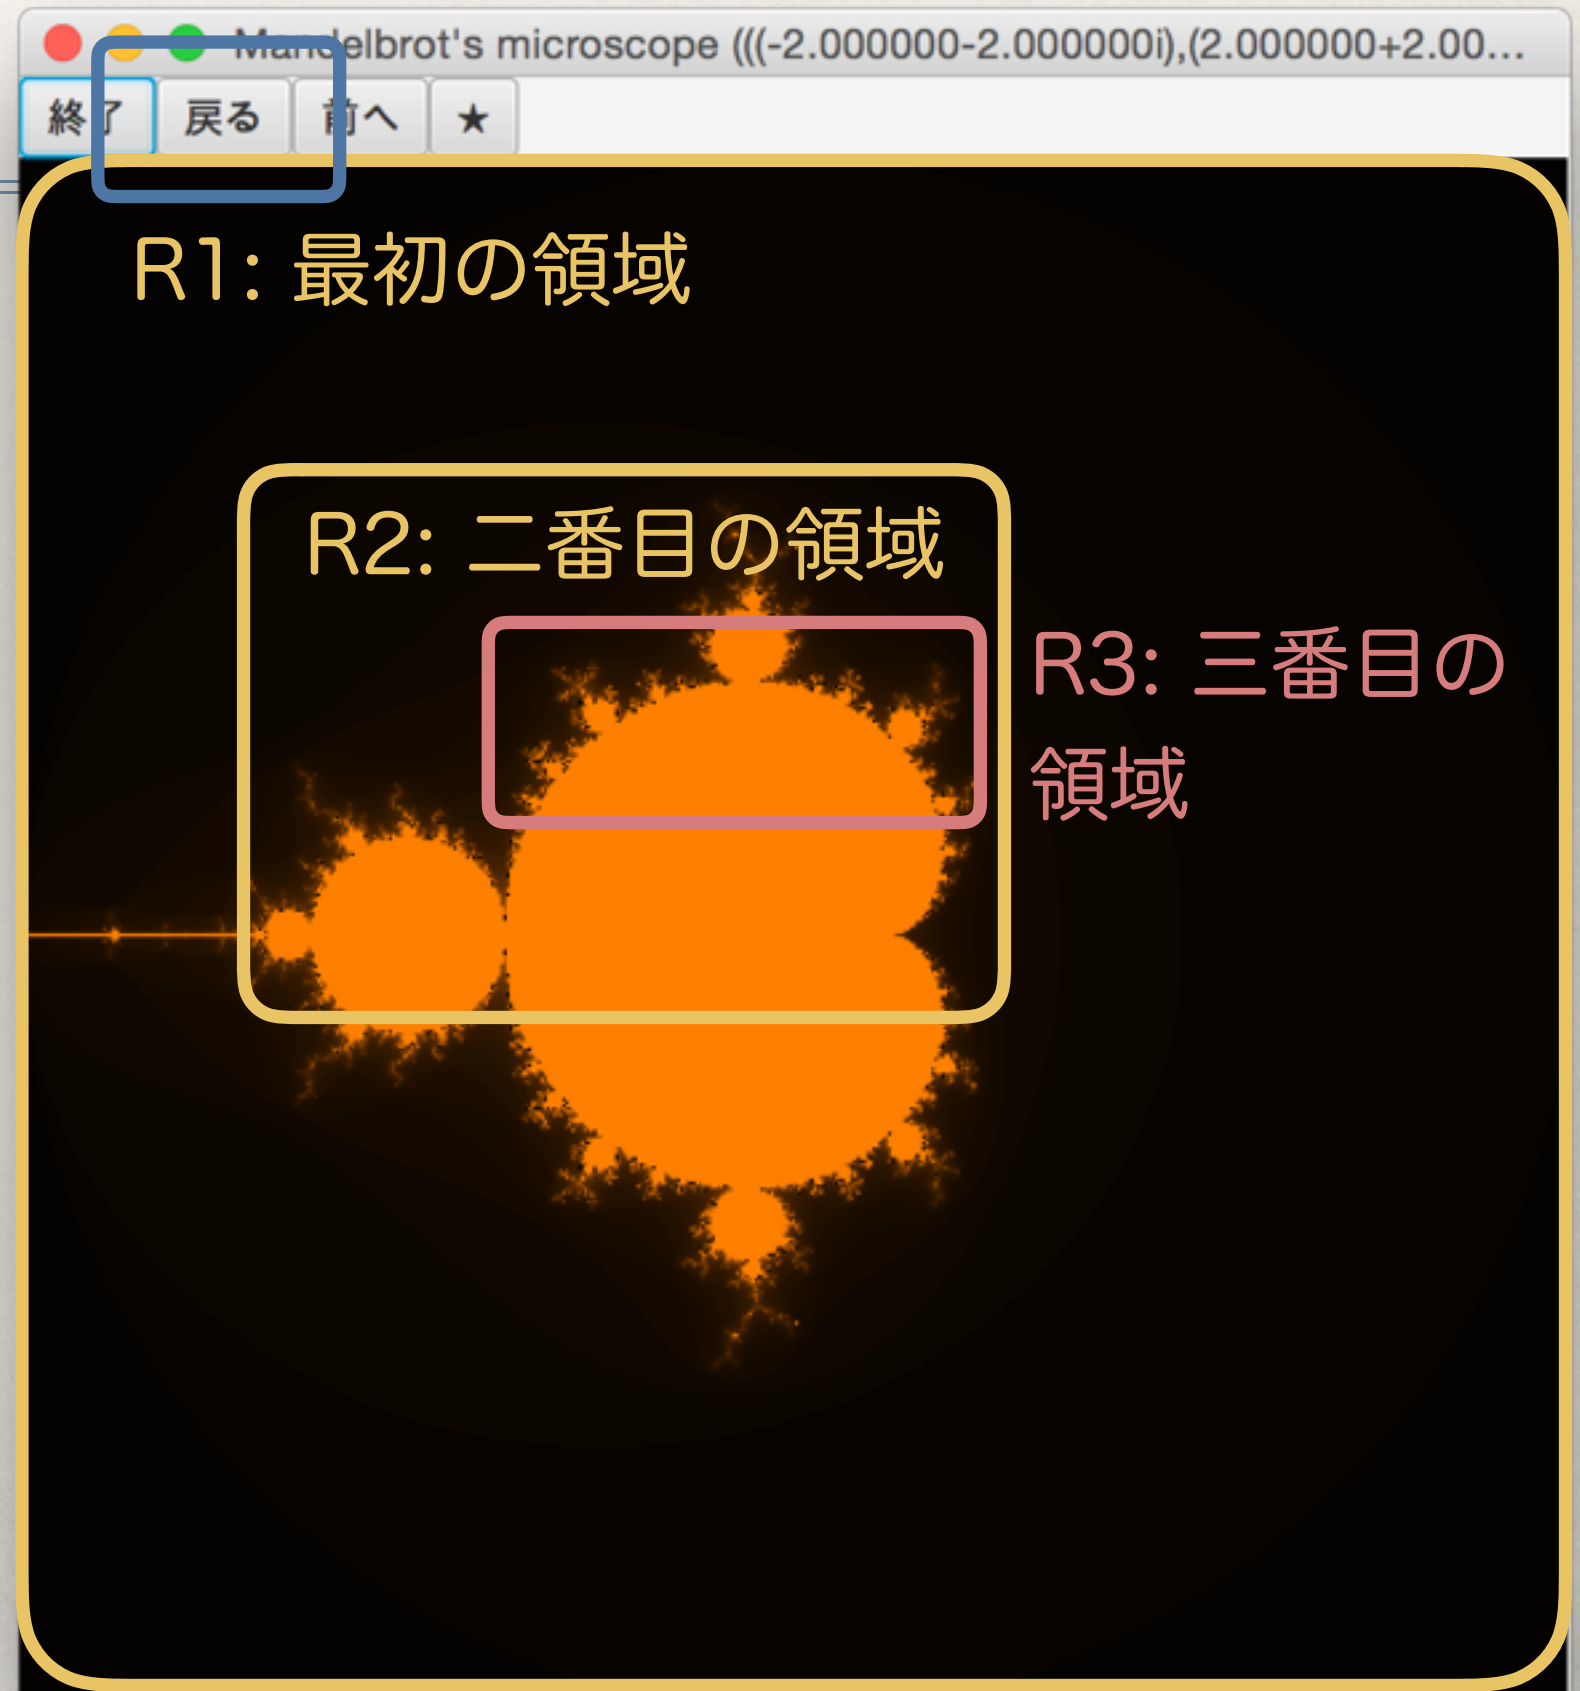 Mandelbrot's microscope (((-2.000000-2.000000i),(2.000000+2.00...
終了 戻る 前へ ★
R1: 最初の領域
R2: 二番目の領域
R3: 三番目の
領域